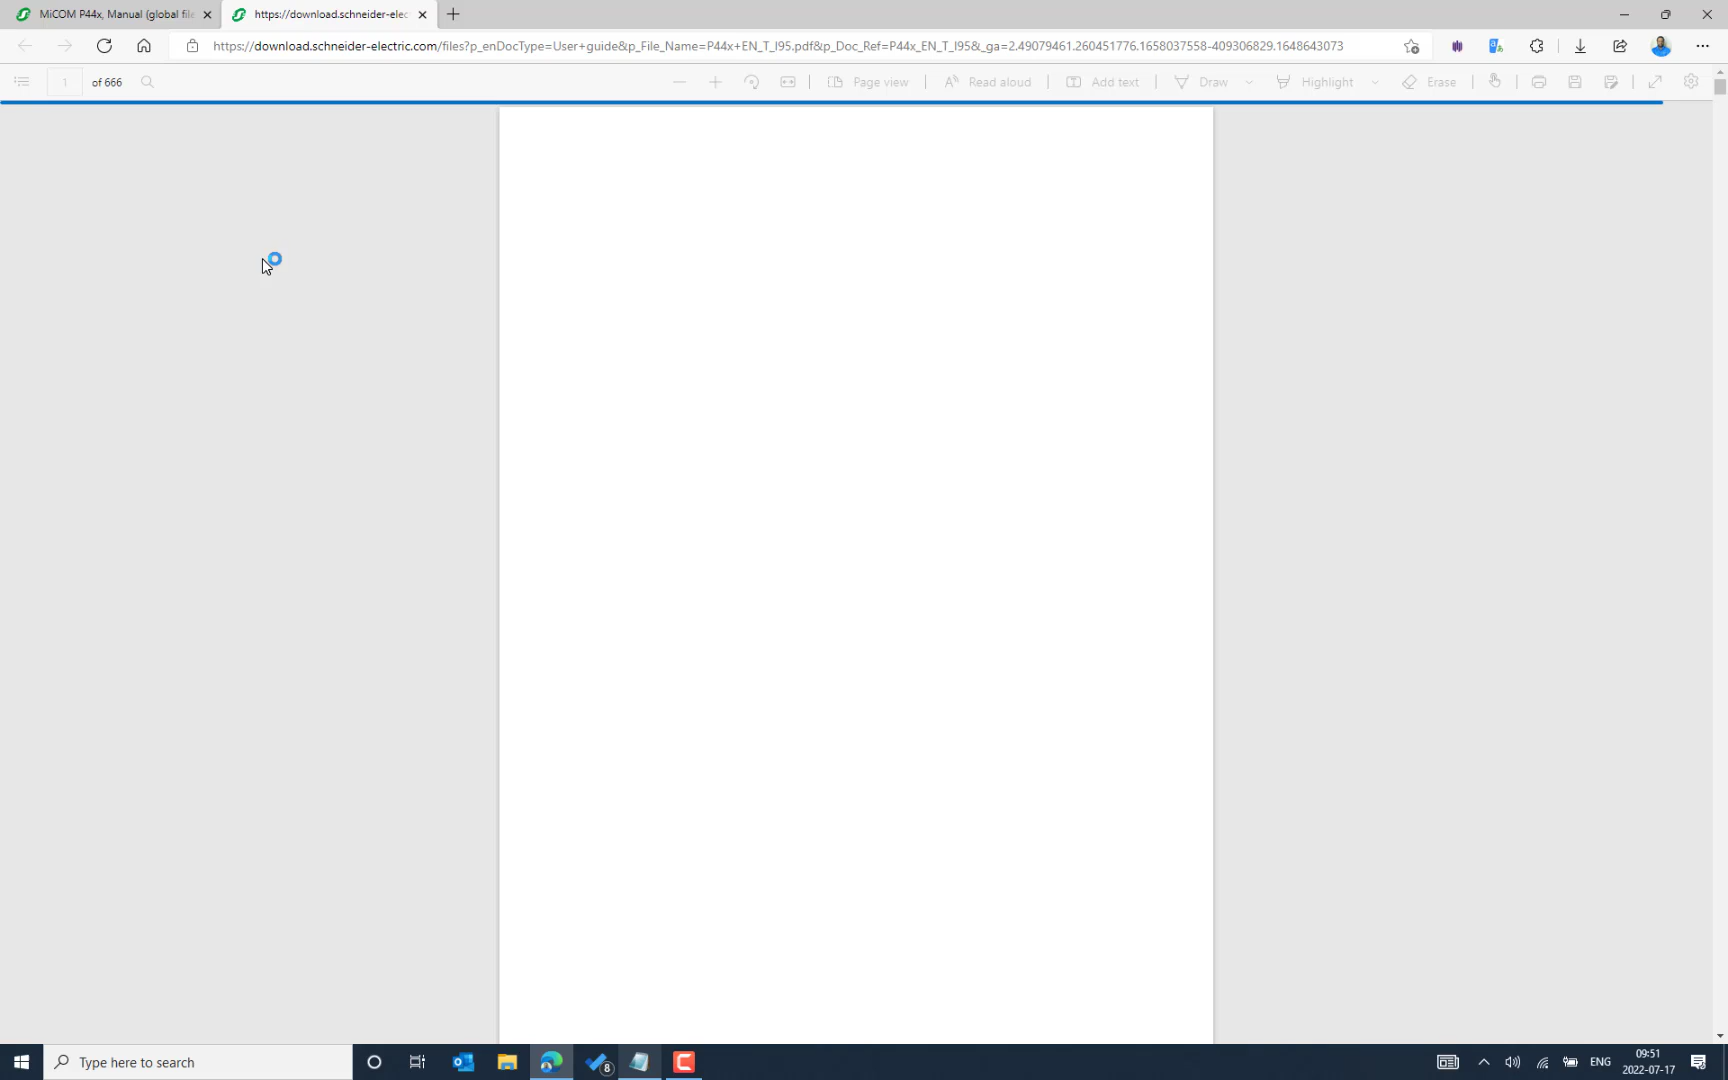 MiCOM P44x, Manual (global file
https://download.schneider-elec
https://download.schneider-electric.com/files?p_enDocType=User+guide&p_File_Name=P44x+EN_T_I95.pdf&p_Doc_Ref=P44x_EN_T_I95&_ga=2.49079461.260451776.1658037558-409306829.1648643073
1 of 666
Page view
Read aloud
Add text
Draw
Highlight
Erase
Type here to search
8
ENG
09:51
2022-07-17